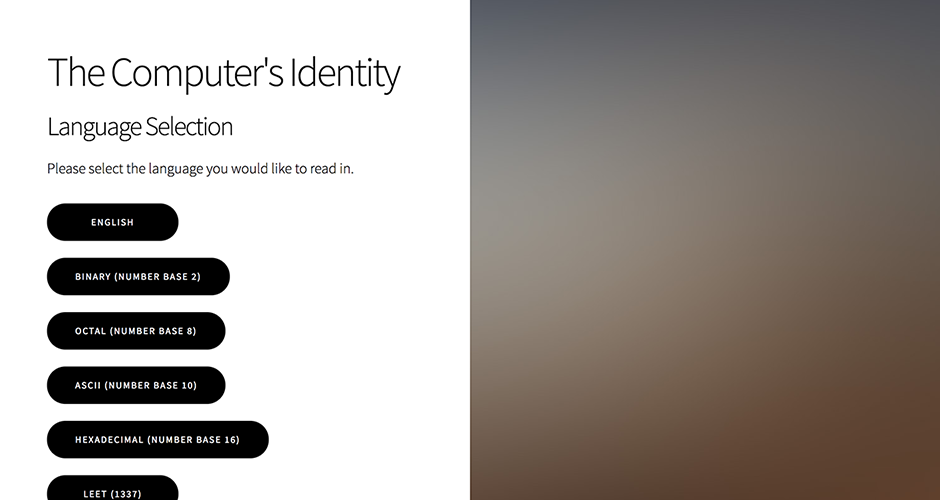 The Computer's Identity
Language Selection
Please select the language you would like to read in.
ENGLISH
BINARY (NUMBER BASE 2)
OCTAL (NUMBER BASE 8)
ASCII (NUMBER BASE 10)
HEXADECIMAL (NUMBER BASE 16)
LEET (1337)